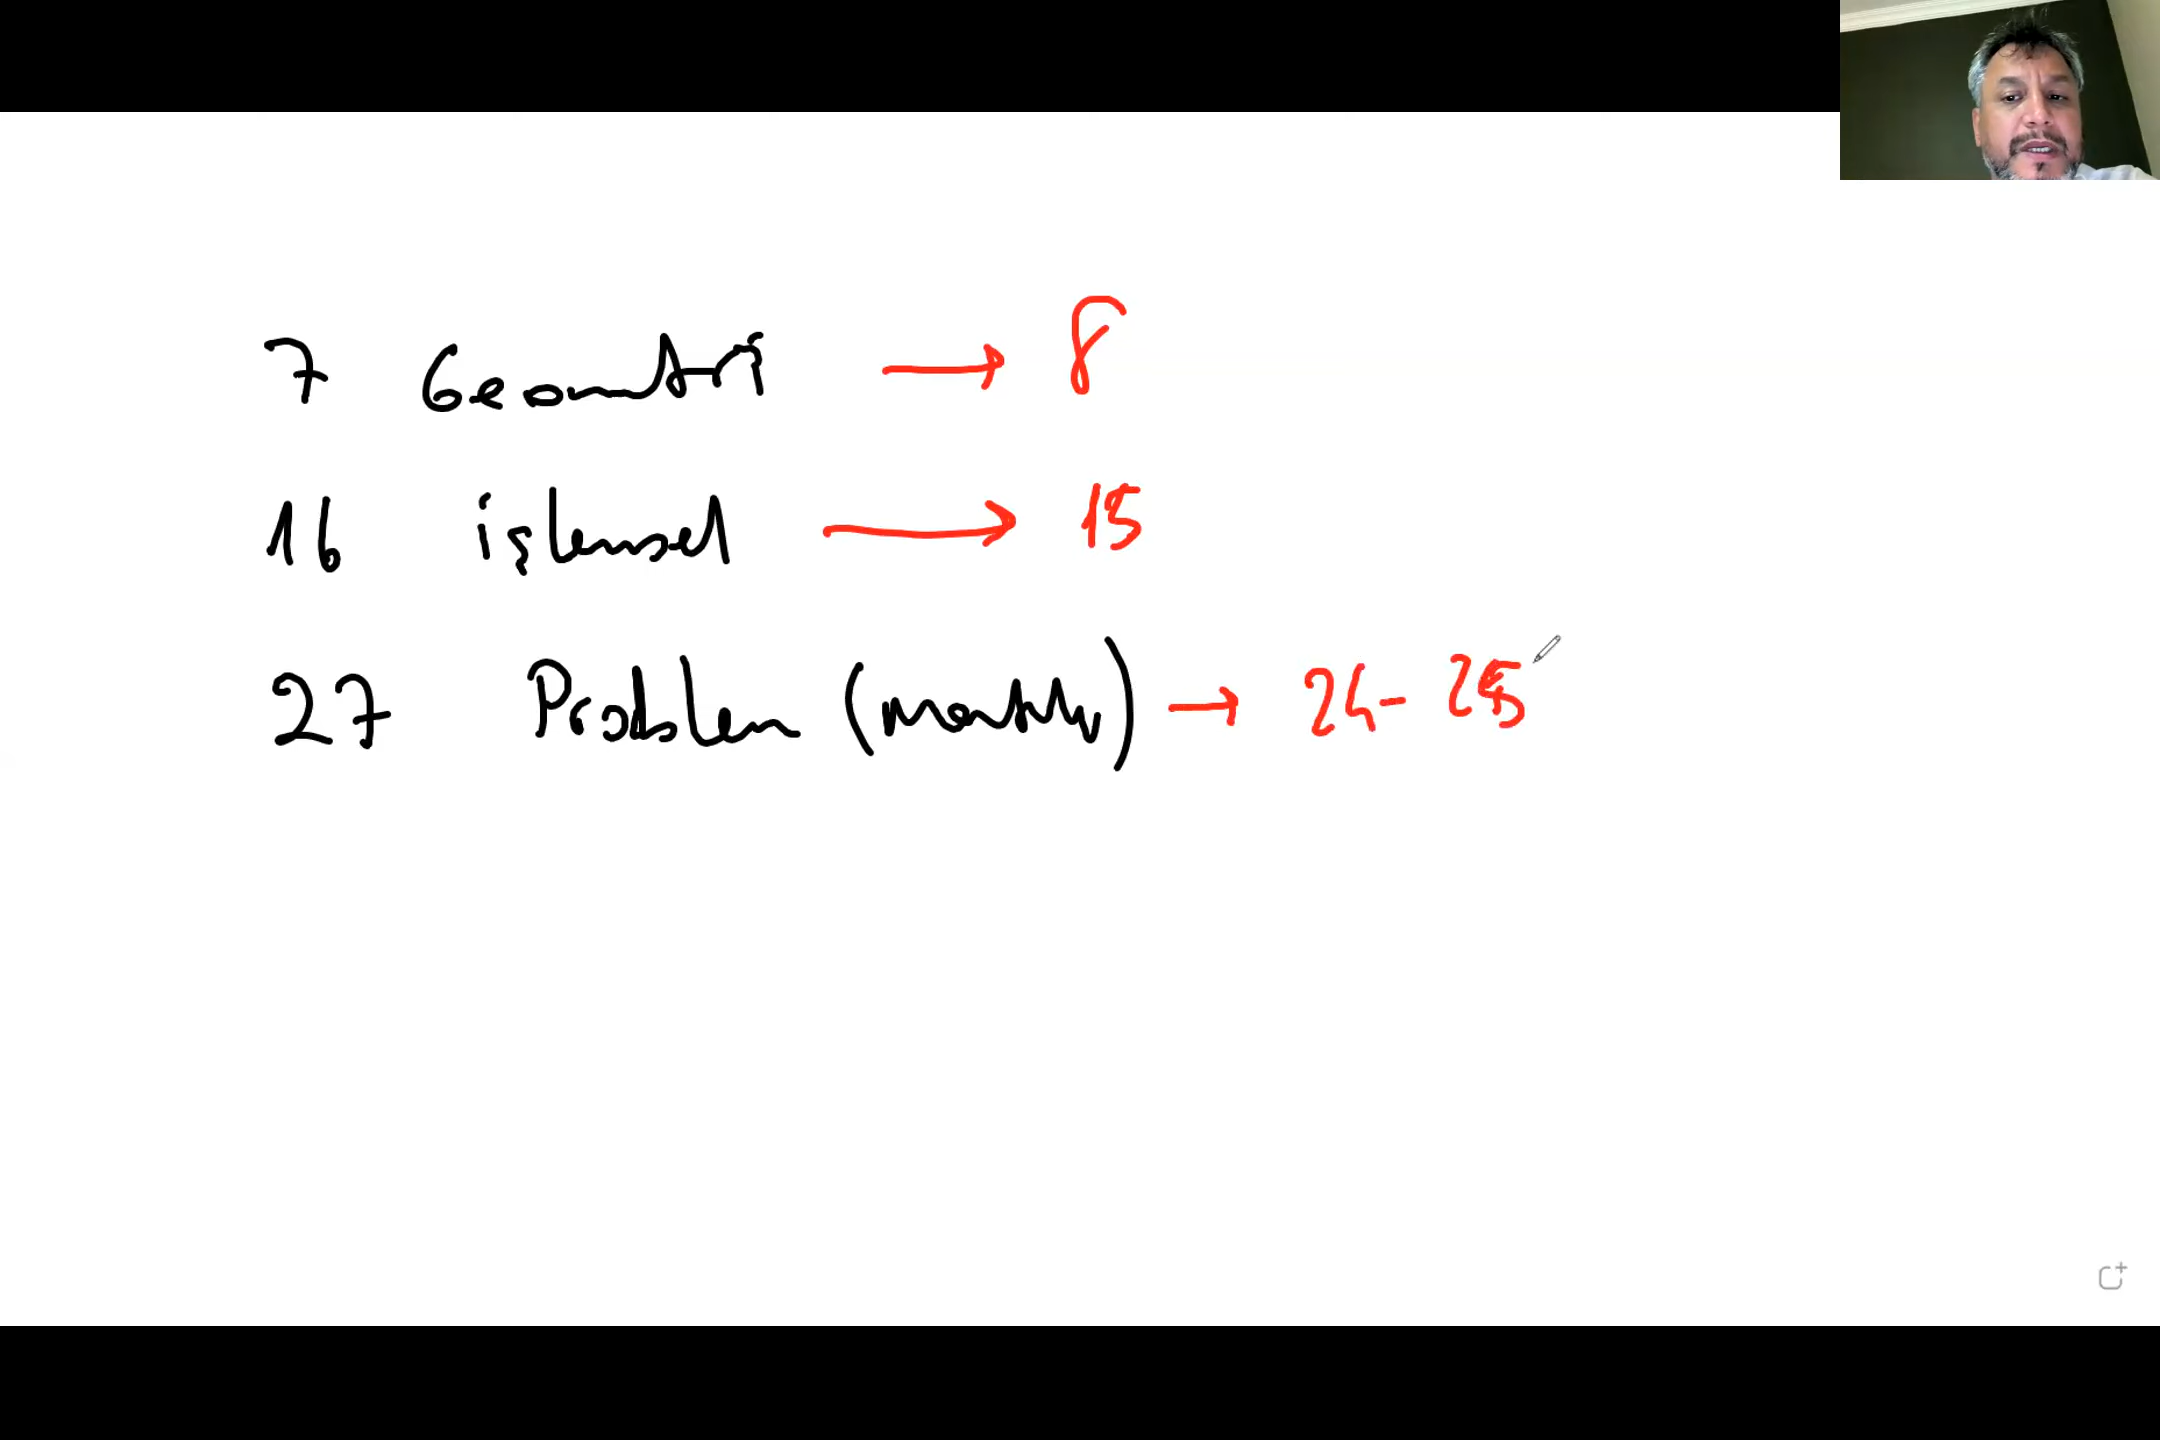 7 Geometri → 8
16 işlemsel → 15
27 Problem (mantık) → 24 - 25